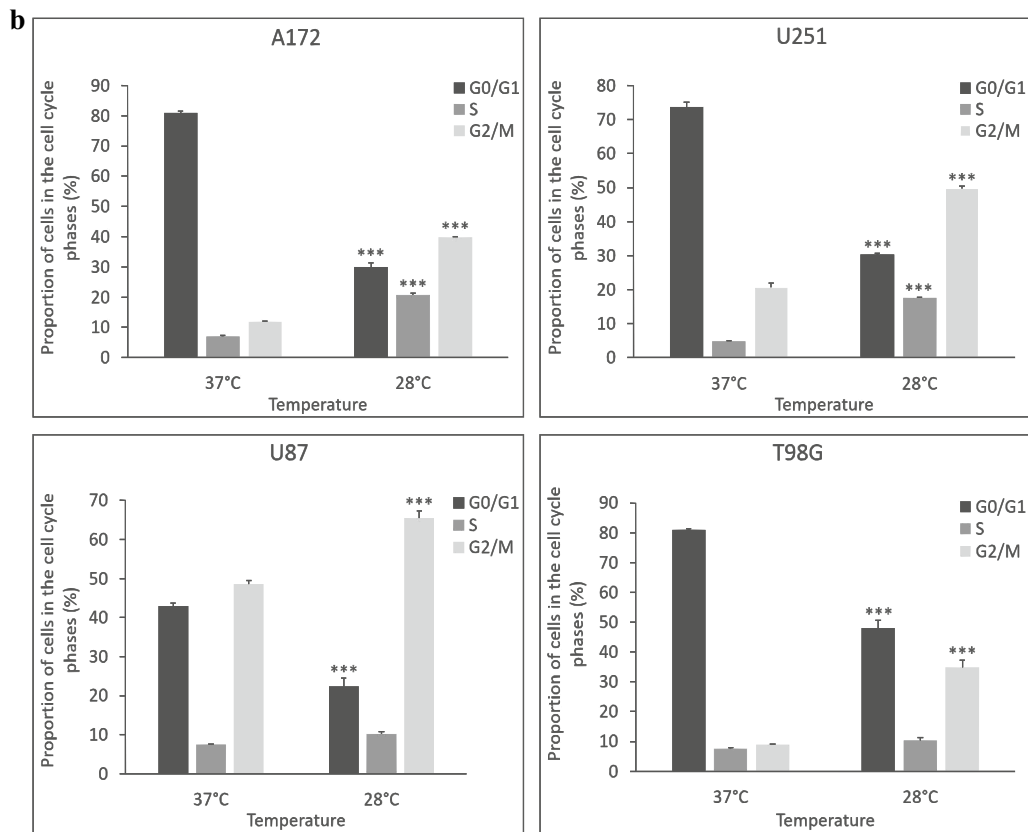 b
A172
Proportion of cells in the cell cycle
phases (%)
90
80
70
60
50
40
30
20
10
0
G0/G1
S
G2/M
***
***
***
37°C
28°C
Temperature
U251
Proportion of cells in the cell cycle
phases (%)
80
70
60
50
40
30
20
10
0
G0/G1
S
G2/M
***
***
***
37°C
28°C
Temperature
U87
Proportion of cells in the cell cycle
phases (%)
70
60
50
40
30
20
10
0
G0/G1
S
G2/M
***
***
37°C
28°C
Temperature
T98G
Proportion of cells in the cell cycle
phases (%)
90
80
70
60
50
40
30
20
10
0
G0/G1
S
G2/M
***
***
37°C
28°C
Temperature